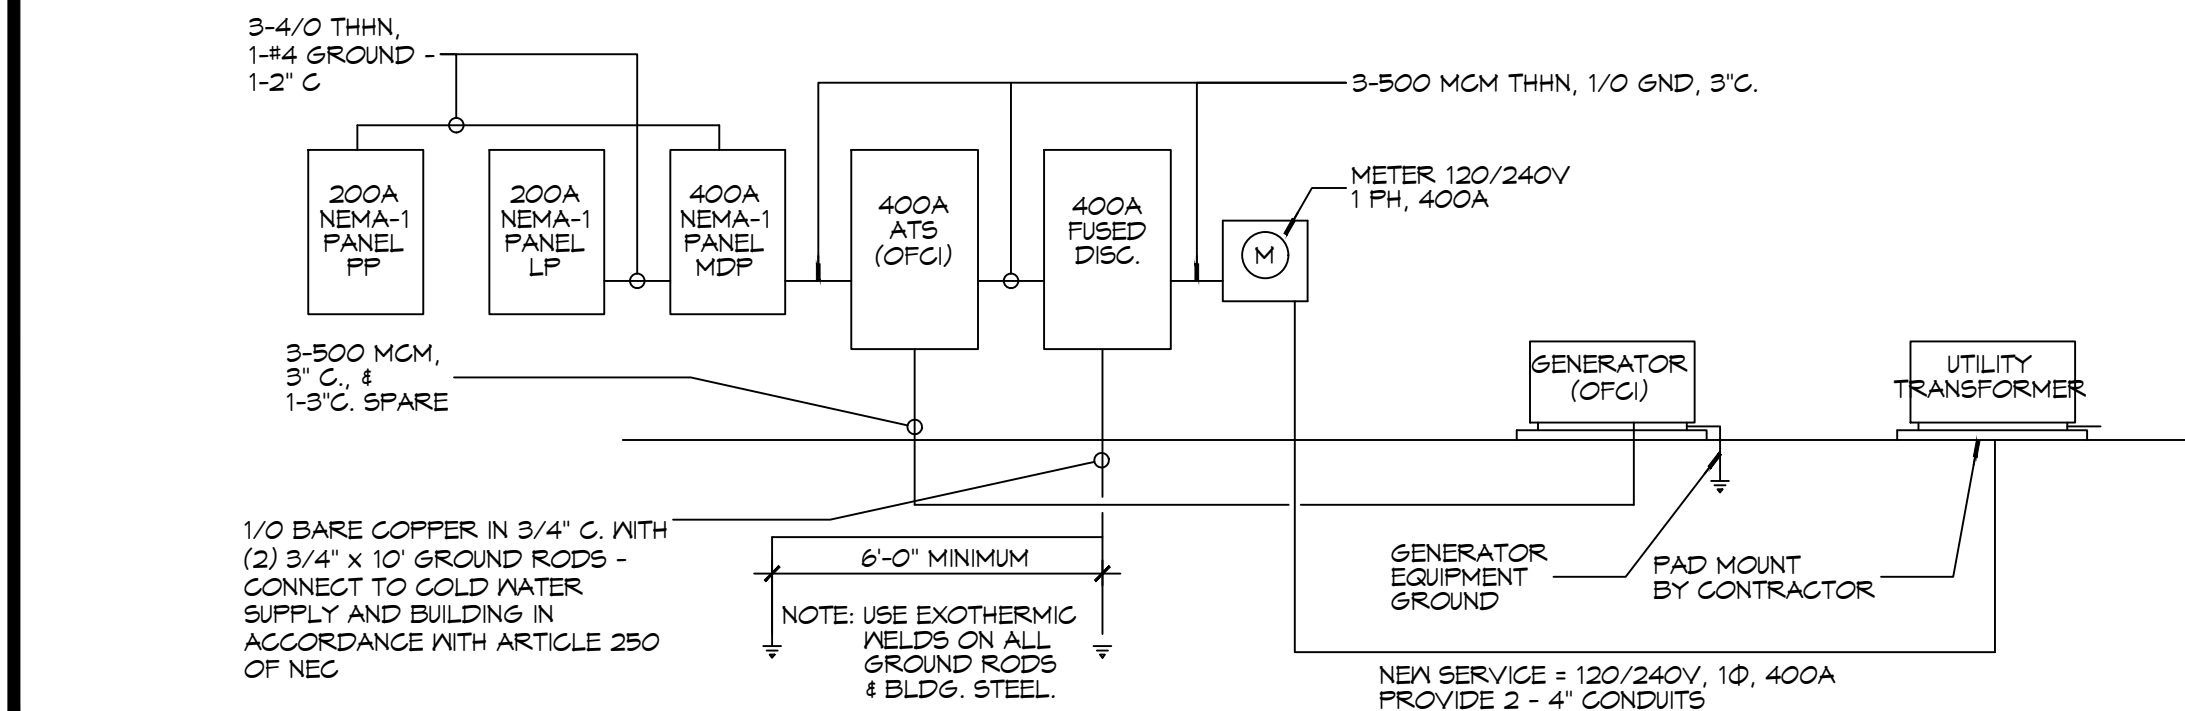 3-4/0 THHN,
1-#4 GROUND -
1-2" C
3-500 MCM THHN, 1/0 GND, 3"C.
METER 120/240V
1 PH, 400A
200A
NEMA-1
PANEL
PP
200A
NEMA-1
PANEL
LP
400A
NEMA-1
PANEL
MDP
400A
ATS
(OFCI)
400A
FUSED
DISC.
M
3-500 MCM,
3" C., &
1-3"C. SPARE
GENERATOR
(OFCI)
UTILITY
TRANSFORMER
1/0 BARE COPPER IN 3/4" C. WITH
(2) 3/4" x 10' GROUND RODS -
CONNECT TO COLD WATER
SUPPLY AND BUILDING IN
ACCORDANCE WITH ARTICLE 250
OF NEC
6'-0" MINIMUM
NOTE: USE EXOTHERMIC
WELDS ON ALL
GROUND RODS
& BLDG. STEEL.
GENERATOR
EQUIPMENT
GROUND
PAD MOUNT
BY CONTRACTOR
NEW SERVICE = 120/240V, 1Φ, 400A
PROVIDE 2 - 4" CONDUITS